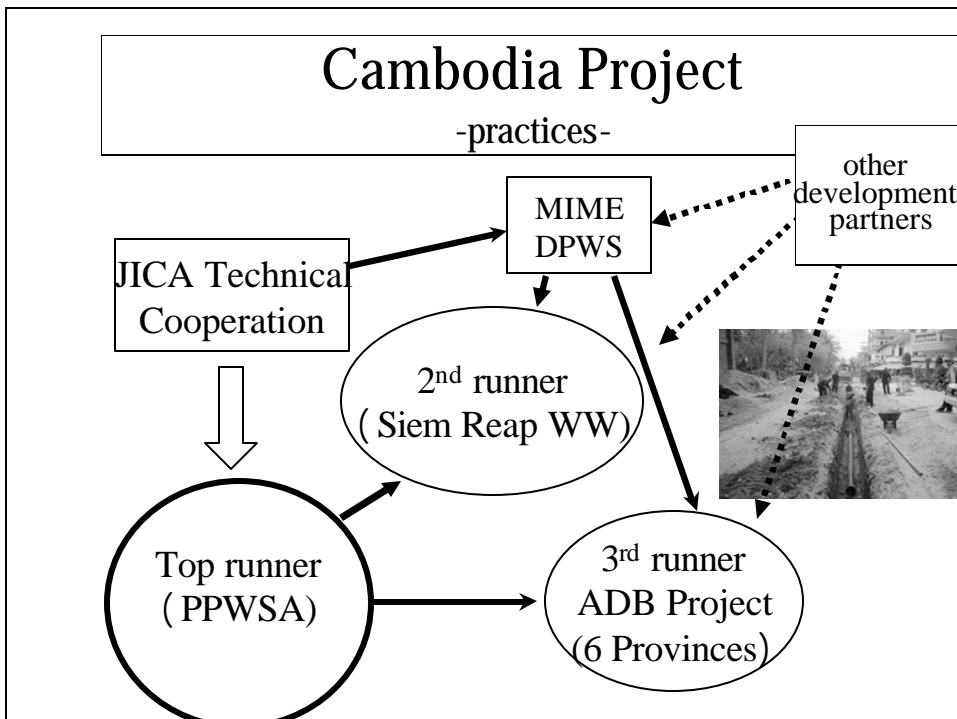 Cambodia Project
-practices-
other
development
partners
MIME
DPWS
JICA Technical
Cooperation
2nd runner
( Siem Reap WW)
Top runner
( PPWSA)
3rd runner
ADB Project
(6 Provinces)